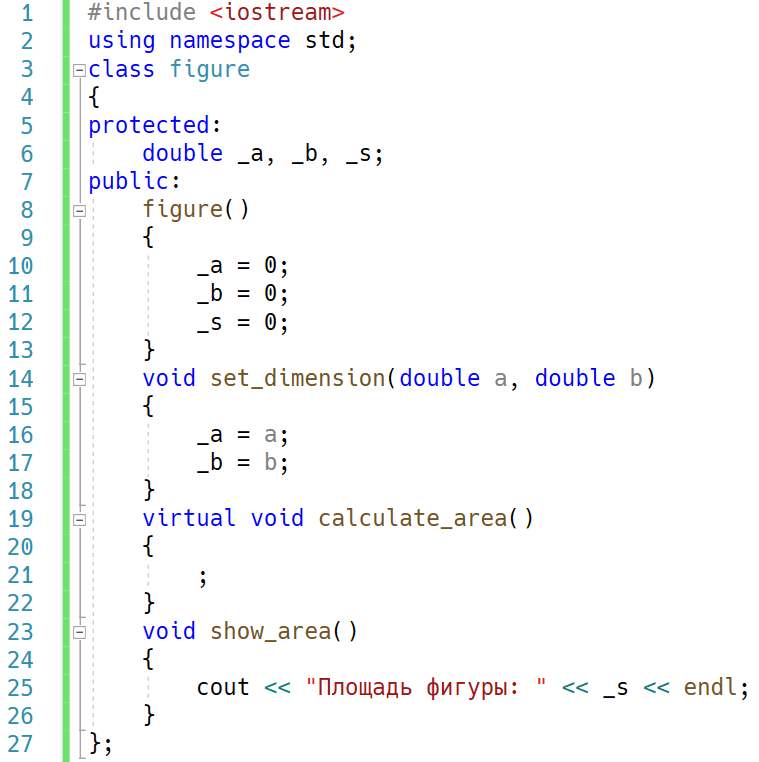 1 #include <iostream>
2 using namespace std;
3 class figure
4 {
5 protected:
6 double _a, _b, _s;
7 public:
8 figure()
9 {
10 _a = 0;
11 _b = 0;
12 _s = 0;
13 }
14 void set_dimension(double a, double b)
15 {
16 _a = a;
17 _b = b;
18 }
19 virtual void calculate_area()
20 {
21 ;
22 }
23 void show_area()
24 {
25 cout << "Площадь фигуры: " << _s << endl;
26 }
27 };